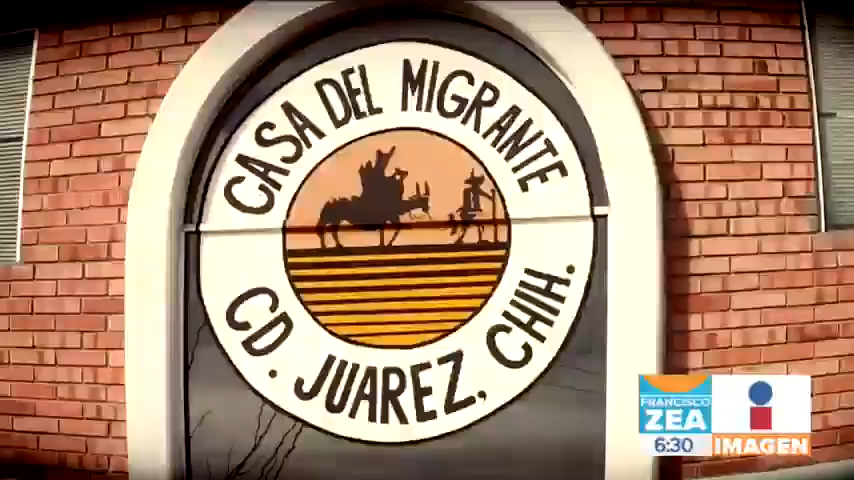 CASA DEL MIGRANTE
CD. JUAREZ, CHIH.
FRANCISCO
ZEA
6:30
IMAGEN